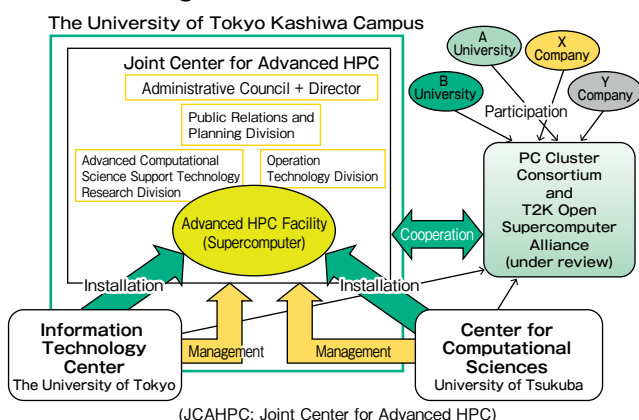 The University of Tokyo Kashiwa Campus
Joint Center for Advanced HPC
Administrative Council + Director
Public Relations and
Planning Division
Advanced Computational
Science Support Technology
Research Division
Operation
Technology Division
Advanced HPC Facility
(Supercomputer)
A
University
X
Company
B
University
Y
Company
Participation
PC Cluster
Consortium
and
T2K Open
Supercomputer
Alliance
(under review)
Cooperation
Installation
Installation
Information
Technology
Center
The University of Tokyo
Management
Management
Center for
Computational
Sciences
University of Tsukuba
(JCAHPC: Joint Center for Advanced HPC)